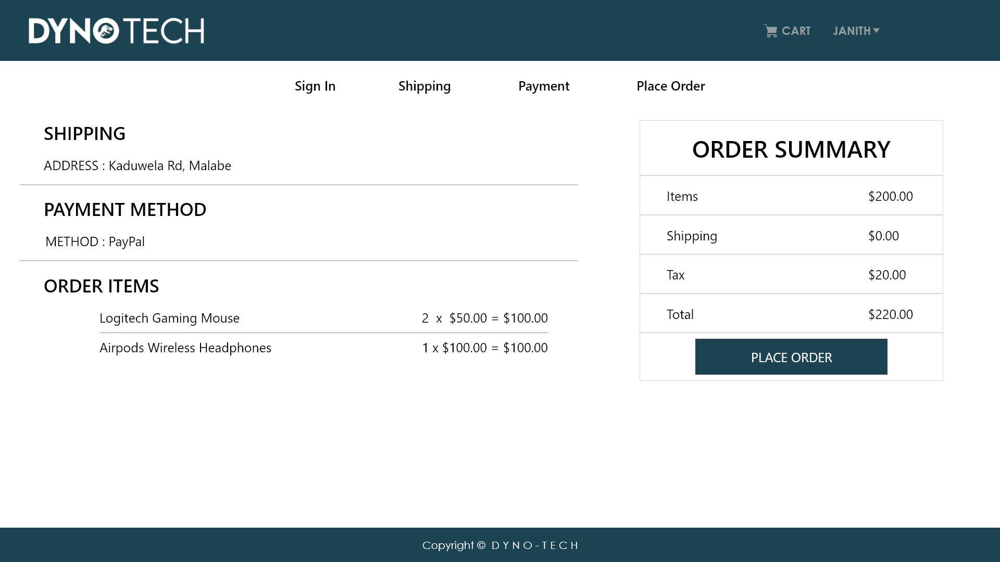 DYNOTECH
CART JANITH
Sign In Shipping Payment Place Order
SHIPPING
ADDRESS : Kaduwela Rd, Malabe
PAYMENT METHOD
METHOD : PayPal
ORDER ITEMS
Logitech Gaming Mouse 2 x $50.00 = $100.00
Airpods Wireless Headphones 1 x $100.00 = $100.00
ORDER SUMMARY
Items $200.00
Shipping $0.00
Tax $20.00
Total $220.00
PLACE ORDER
Copyright © DYNO-TECH